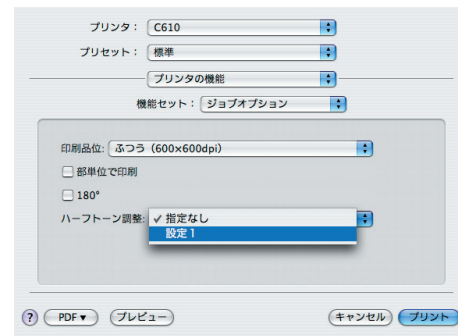 プリンタ： C610
プリセット： 標準
プリンタの機能
機能セット： ジョブオプション
印刷品位: ふつう（600×600dpi）
部単位で印刷
180°
ハーフトーン調整: ✓ 指定なし
設定 1
? PDF ▼ プレビュー キャンセル プリント